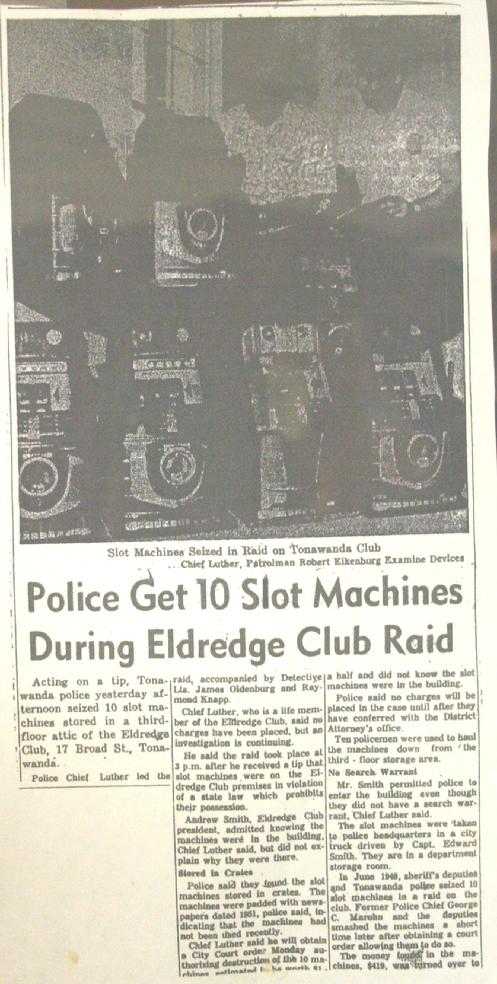 Slot Machines Seized in Raid on Tonawanda Club
...Chief Luther, Patrolman Robert Eikenburg Examine Devices
Police Get 10 Slot Machines
During Eldredge Club Raid
Acting on a tip, Tona-
wanda police yesterday af-
ternoon seized 10 slot ma-
chines stored in a third-
floor attic of the Eldredge
Club, 17 Broad St., Tona-
wanda.
Police Chief Luther led the
raid, accompanied by Detective
Lts. James Oldenburg and Ray-
mond Knapp.
Chief Luther, who is a life mem-
ber of the Eldredge Club, said no
charges have been placed, but an
investigation is continuing.
He said the raid took place at
3 p.m. after he received a tip that
slot machines were on the El-
dredge Club premises in violation
of a state law which prohibits
their possession.
Andrew Smith, Eldredge Club
president, admitted knowing the
machines were in the building,
Chief Luther said, but did not ex-
plain why they were there.
Stored in Crates
Police said they found the slot
machines stored in crates. The
machines were padded with news-
papers dated 1951, police said, in-
dicating that the machines had
not been used recently.
Chief Luther said he will obtain
a City Court order Monday au-
thorizing destruction of the 10 ma-
chines estimated to be worth $1,
a half and did not know the slot
machines were in the building.
Police said no charges will be
placed in the case until after they
have conferred with the District
Attorney's office.
Ten policemen were used to haul
the machines down from the
third-floor storage area.
No Search Warrant
Mr. Smith permitted police to
enter the building even though
they did not have a search war-
rant, Chief Luther said.
The slot machines were taken
to police headquarters in a city
truck driven by Capt. Edward
Smith. They are in a department
storage room.
In June 1949, sheriff's deputies
and Tonawanda police seized 10
slot machines in a raid on the
club. Former Police Chief George
C. Marohn and the deputies
smashed the machines a short
time later after obtaining a court
order allowing them to do so.
The money found in the ma-
chines, $419, was turned over to